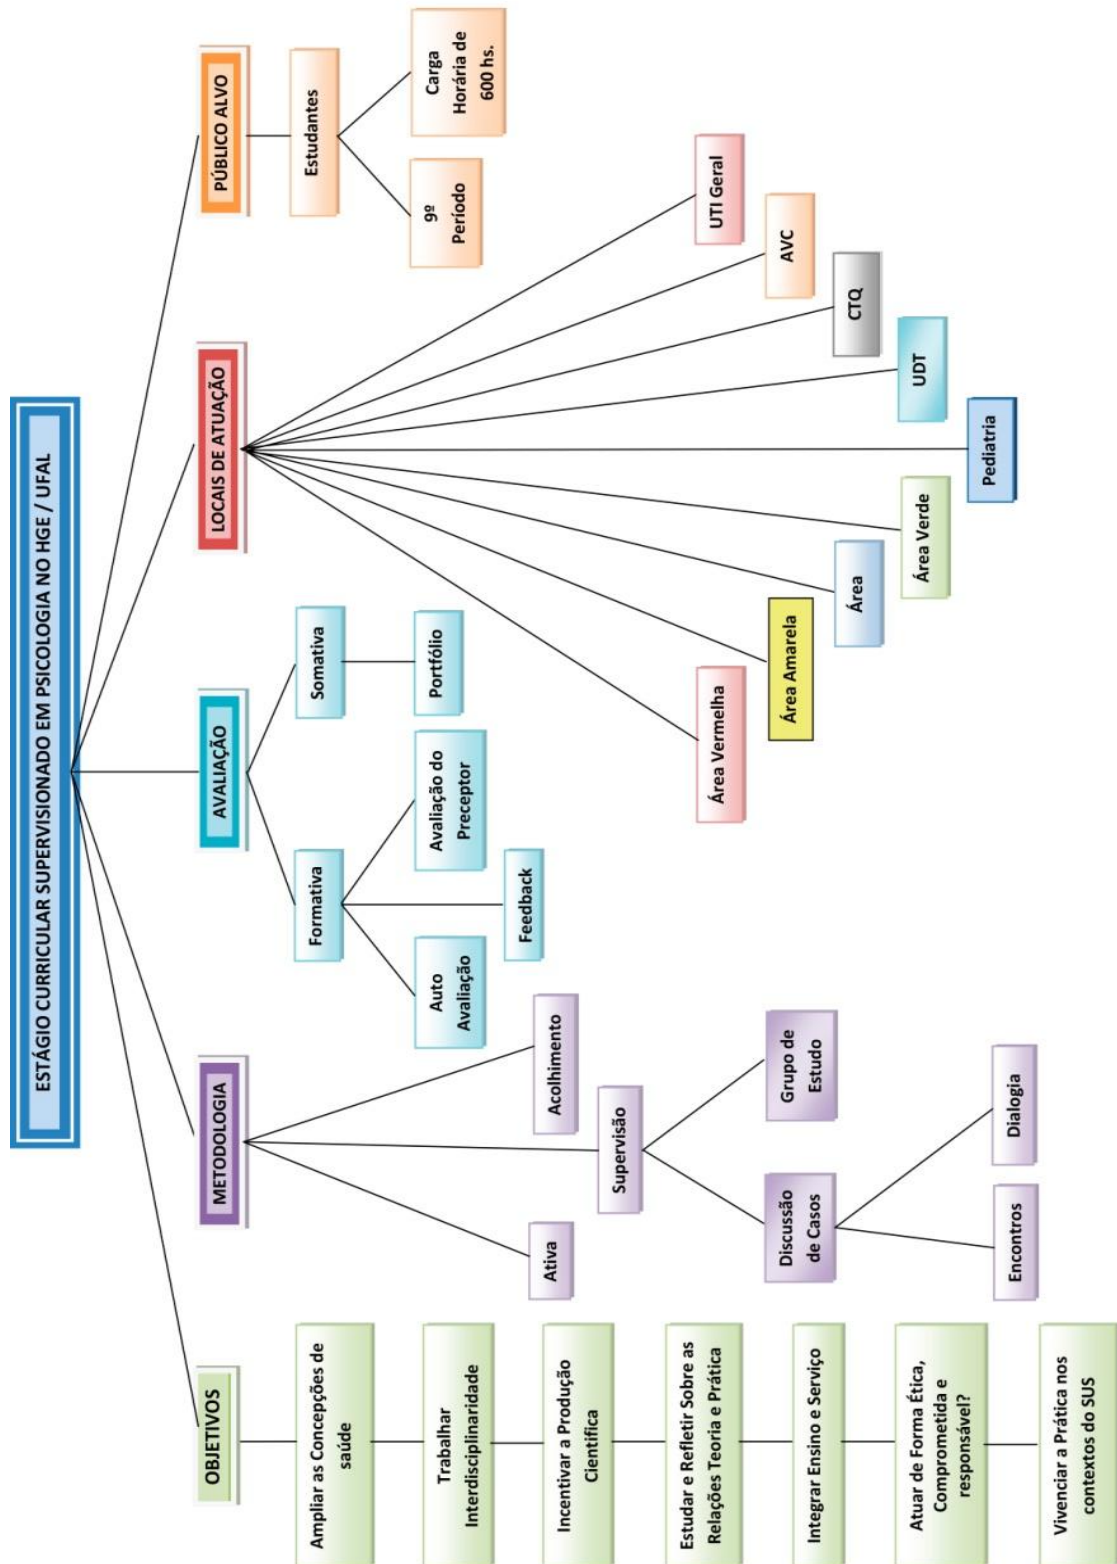 ESTÁGIO CURRICULAR SUPERVISIONADO EM PSICOLOGIA NO HGE / UFAL
OBJETIVOS
Ampliar as Concepções de
saúde
Trabalhar
Interdisciplinaridade
Incentivar a Produção
Científica
Estudar e Refletir Sobre as
Relações Teoria e Prática
Integrar Ensino e Serviço
Atuar de Forma Ética,
Comprometida e
responsável?
Vivenciar a Prática nos
contextos do SUS
METODOLOGIA
Ativa
Supervisão
Acolhimento
Discussão
de Casos
Grupo de
Estudo
Encontros
Dialogia
AVALIAÇÃO
Formativa
Somativa
Auto
Avaliação
Feedback
Avaliação do
Preceptor
Portfólio
LOCAIS DE ATUAÇÃO
Área Vermelha
Área Amarela
Área
Área Verde
Pediatria
UDT
CTQ
AVC
UTI Geral
PÚBLICO ALVO
Estudantes
9º
Período
Carga
Horária de
600 hs.